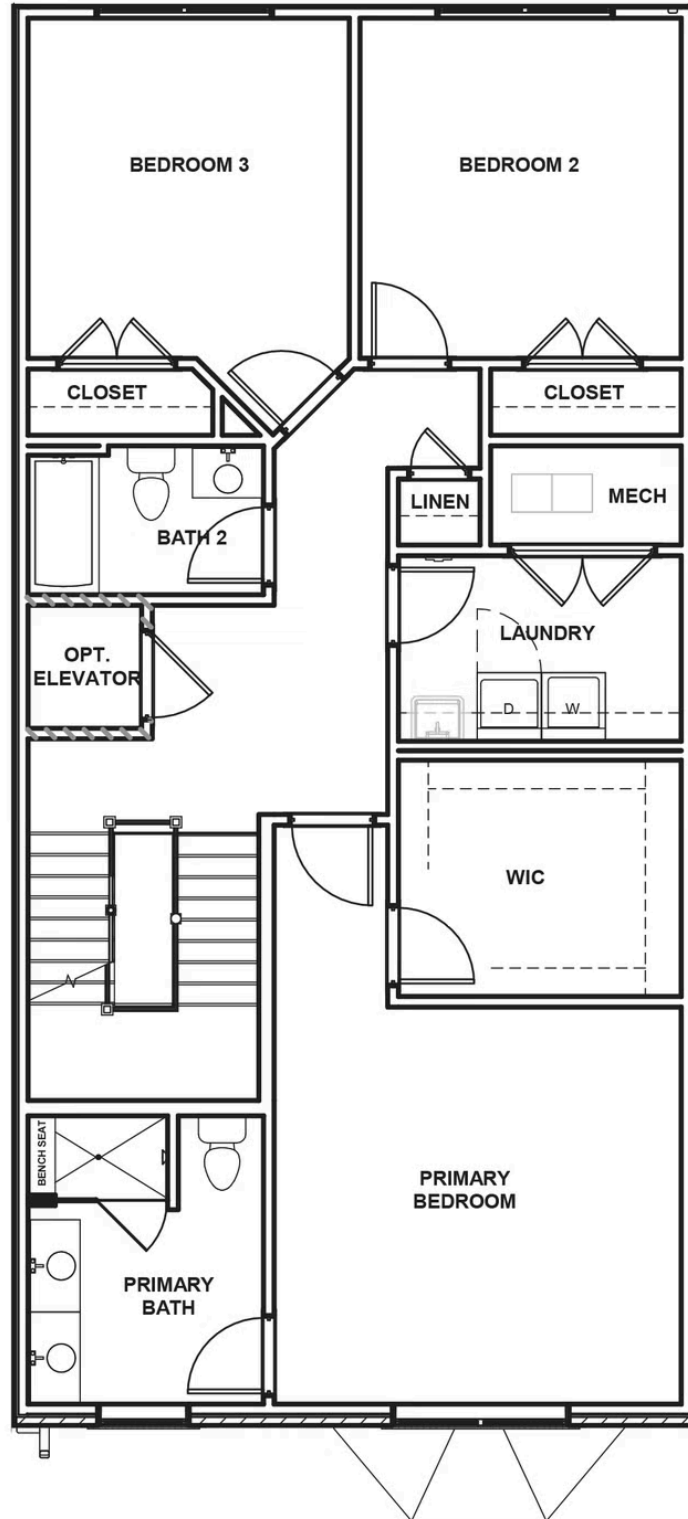 BEDROOM 3
BEDROOM 2
CLOSET
CLOSET
LINEN
MECH
BATH 2
LAUNDRY
OPT.
ELEVATOR
D
W
WIC
BENCH SEAT
PRIMARY
BEDROOM
PRIMARY
BATH